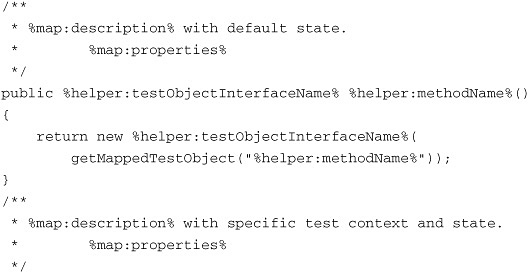 /**
 * %map:description% with default state.
 *      %map:properties%
 */
public %helper:testObjectInterfaceName% %helper:methodName%()
{
    return new %helper:testObjectInterfaceName%(
        getMappedTestObject("%helper:methodName%"));
}
/**
 * %map:description% with specific test context and state.
 *      %map:properties%
 */